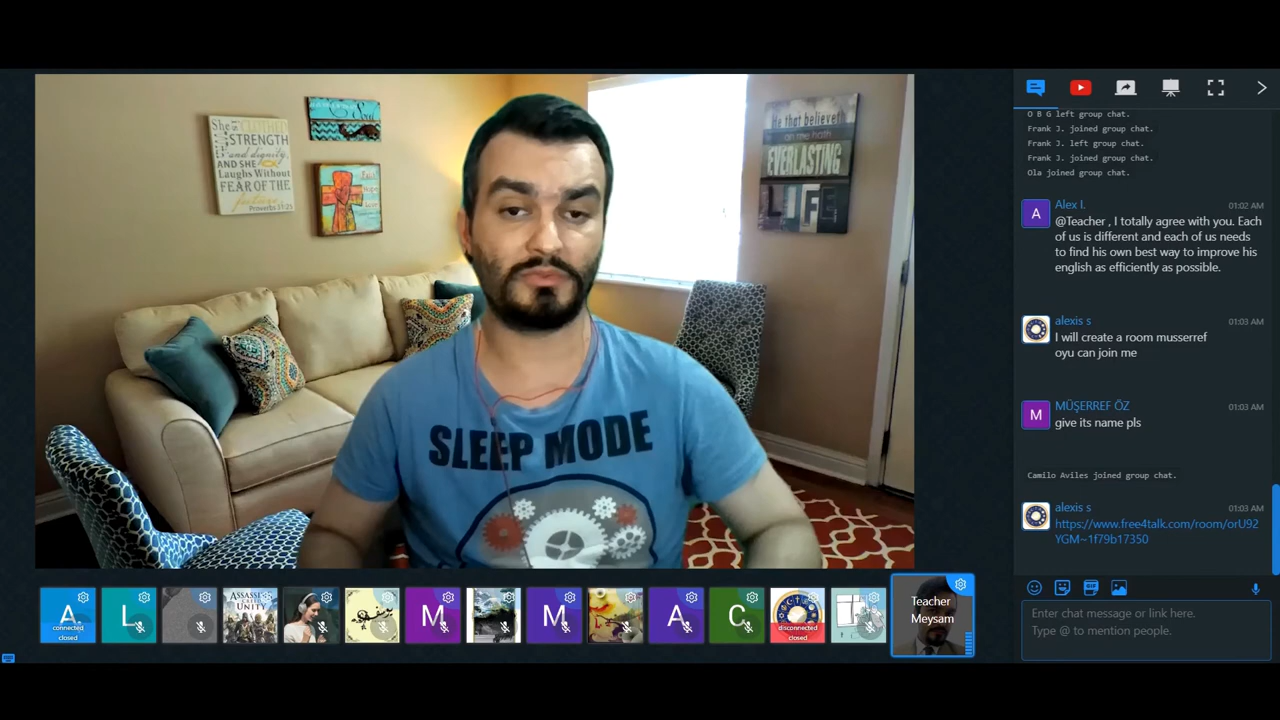 She is CLOTHED
STRENGTH
and dignity,
AND SHE
Laughs Without
FEAR OF THE
future
Proverbs 31:25
Soul
Faith
Hope
Love
He that believeth
on me hath
EVERLASTING
LIFE
SLEEP MODE
O B G left group chat.
Frank J. joined group chat.
Frank J. left group chat.
Frank J. joined group chat.
Ola joined group chat.
A
Alex L
01:02 AM
@Teacher , I totally agree with you. Each
of us is different and each of us needs
to find his own best way to improve his
english as efficiently as possible.
alexis s
01:03 AM
I will create a room musserref
oyu can join me
M
MÜŞERREF ÖZ
01:03 AM
give its name pls
Camilo Aviles joined group chat.
alexis s
01:03 AM
https://www.free4talk.com/room/orU92
YGM~1f79b17350
Enter chat message or link here.
Type @ to mention people.
A
connected
closed
L
ASSASSIN'S
CREED
UNITY
M
M
A
C
disconnected
closed
Teacher
Meysam